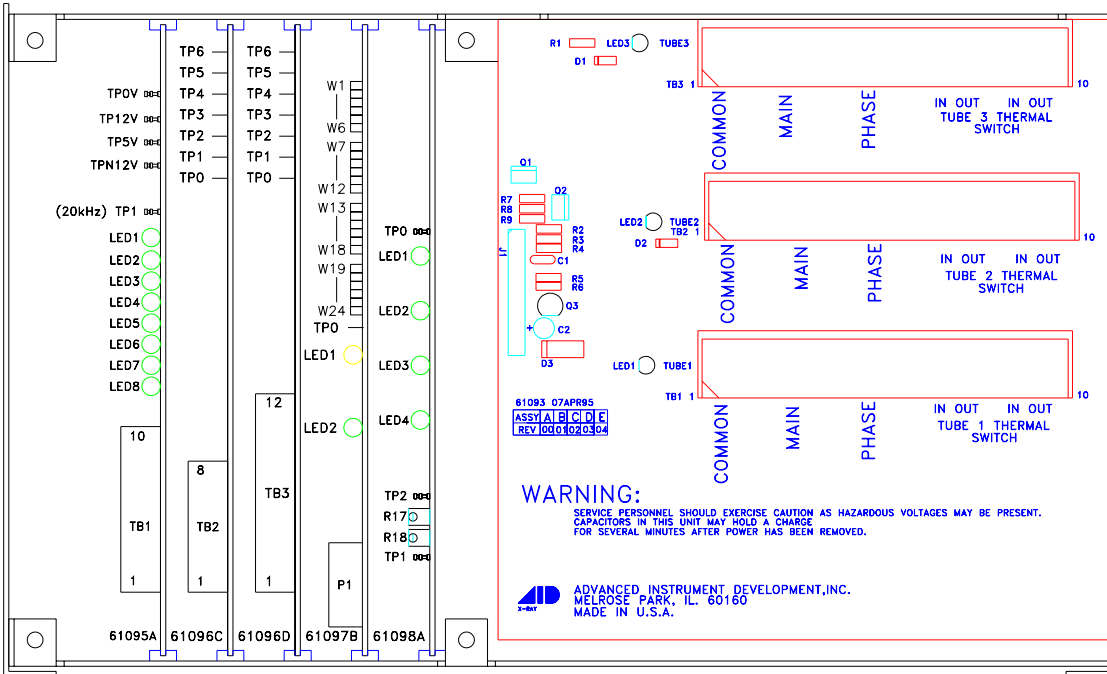 TP0V
TP12V
TP5V
TPN12V
(20kHz) TP1
LED1
LED2
LED3
LED4
LED5
LED6
LED7
LED8
10
TB1
1
61095A
TP6
TP5
TP4
TP3
TP2
TP1
TP0
8
TB2
1
61096C
TP6
TP5
TP4
TP3
TP2
TP1
TP0
12
TB3
1
61096D
W1
W6
W7
W12
W13
W18
W19
W24
TP0
LED1
LED2
P1
61097B
TP0
LED1
LED2
LED3
LED4
TP2
R17
R18
TP1
61098A
R1
D1
LED3
TUBE3
TB3 1
10
COMMON
MAIN
PHASE
IN OUT IN OUT
TUBE 3 THERMAL
SWITCH
Q1
Q2
R7
R8
R9
R2
R3
R4
J1
C1
R5
R6
Q3
+
C2
D3
LED2
TUBE2
D2
TB2 1
10
COMMON
MAIN
PHASE
IN OUT IN OUT
TUBE 2 THERMAL
SWITCH
LED1
TUBE1
TB1 1
10
COMMON
MAIN
PHASE
IN OUT IN OUT
TUBE 1 THERMAL
SWITCH
61093 07APR95
ASSY A B C D E
REV 00 01 02 03 04
WARNING:
SERVICE PERSONNEL SHOULD EXERCISE CAUTION AS HAZARDOUS VOLTAGES MAY BE PRESENT.
CAPACITORS IN THIS UNIT MAY HOLD A CHARGE
FOR SEVERAL MINUTES AFTER POWER HAS BEEN REMOVED.
AID
X-RAY
ADVANCED INSTRUMENT DEVELOPMENT,INC.
MELROSE PARK, IL. 60160
MADE IN U.S.A.